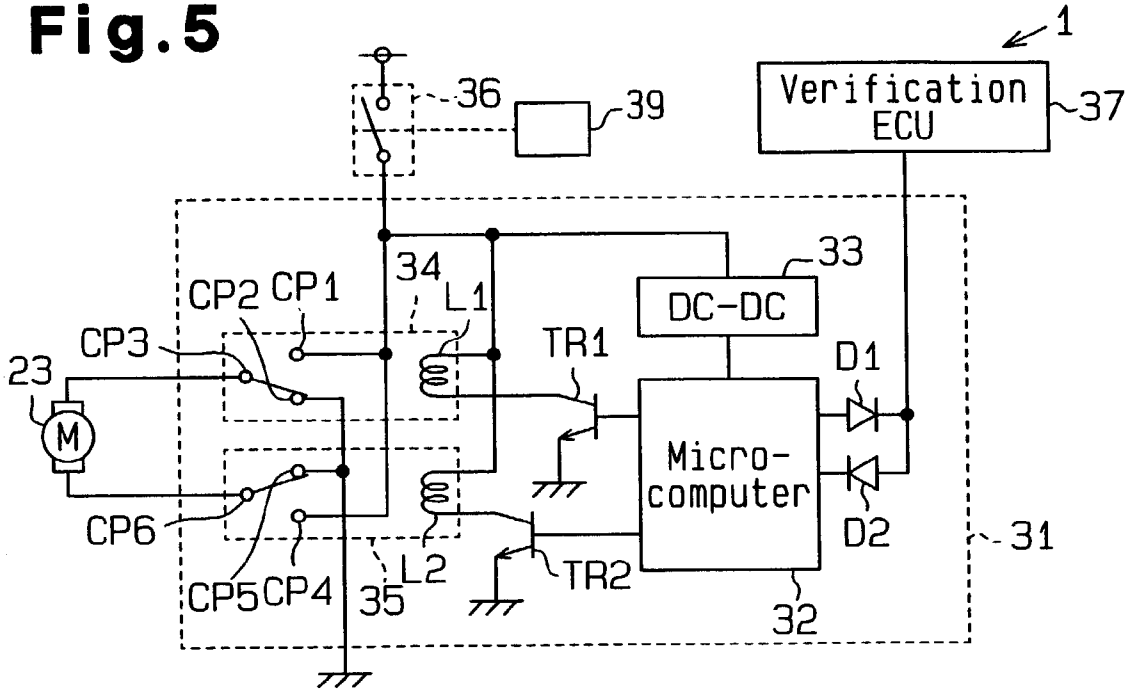 Fig.5
1
36
39
Verification
ECU
37
34
33
CP2
CP1
L1
DC-DC
CP3
TR1
D1
23
M
Micro-
computer
CP6
D2
31
CP5
CP4
35
L2
TR2
32